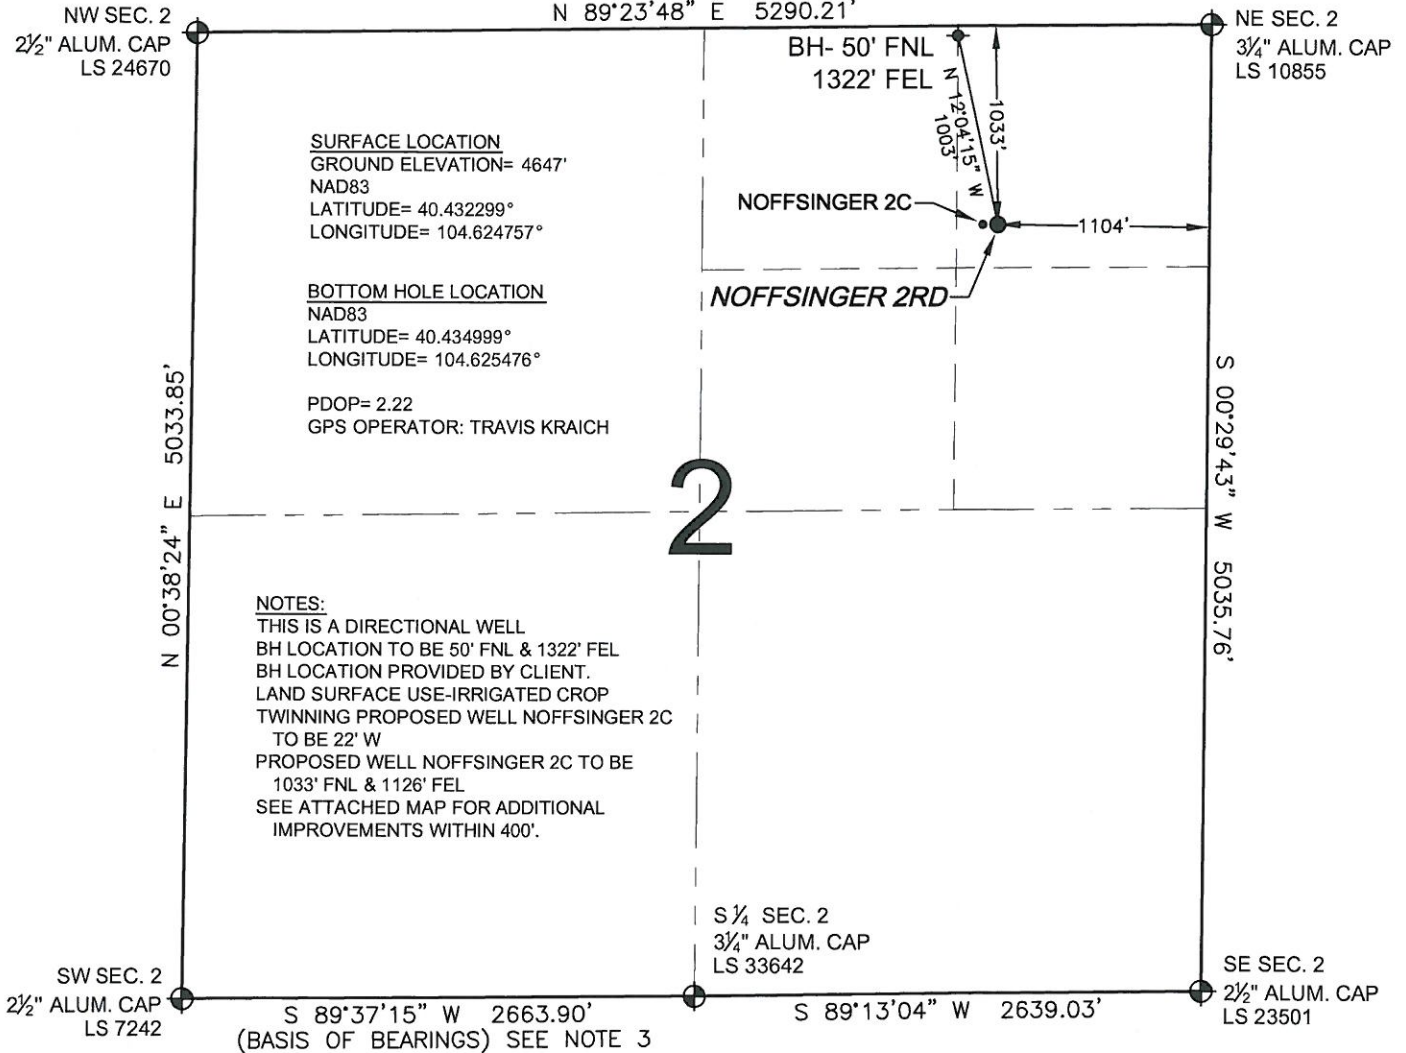 N 89°23'48" E 5290.21'
NW SEC. 2
2½" ALUM. CAP
LS 24670
NE SEC. 2
3¼" ALUM. CAP
LS 10855
BH- 50' FNL
1322' FEL
N 12°04'15" W
1003'
1033'
SURFACE LOCATION
GROUND ELEVATION= 4647'
NAD83
LATITUDE= 40.432299°
LONGITUDE= 104.624757°
NOFFSINGER 2C
1104'
NOFFSINGER 2RD
BOTTOM HOLE LOCATION
NAD83
LATITUDE= 40.434999°
LONGITUDE= 104.625476°
PDOP= 2.22
GPS OPERATOR: TRAVIS KRAICH
N 00°38'24" E 5033.85'
S 00°29'43" W 5035.76'
2
NOTES:
THIS IS A DIRECTIONAL WELL
BH LOCATION TO BE 50' FNL & 1322' FEL
BH LOCATION PROVIDED BY CLIENT.
LAND SURFACE USE-IRRIGATED CROP
TWINNING PROPOSED WELL NOFFSINGER 2C
TO BE 22' W
PROPOSED WELL NOFFSINGER 2C TO BE
1033' FNL & 1126' FEL
SEE ATTACHED MAP FOR ADDITIONAL
IMPROVEMENTS WITHIN 400'.
S ¼ SEC. 2
3¼" ALUM. CAP
LS 33642
SW SEC. 2
2½" ALUM. CAP
LS 7242
SE SEC. 2
2½" ALUM. CAP
LS 23501
S 89°37'15" W 2663.90'
(BASIS OF BEARINGS) SEE NOTE 3
S 89°13'04" W 2639.03'